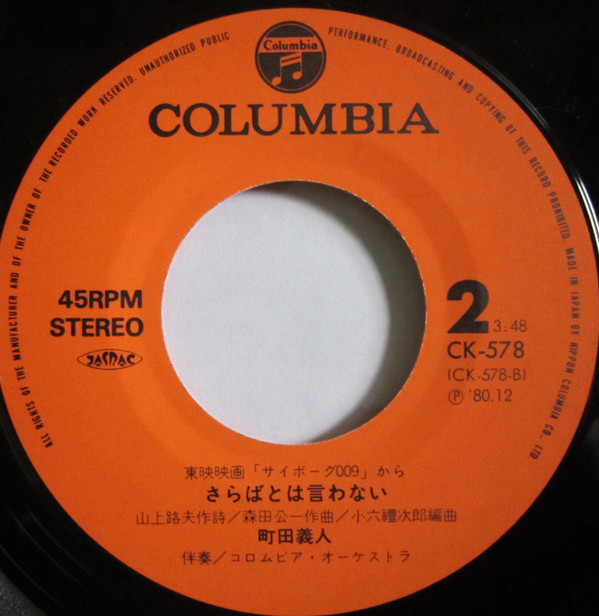 ALL RIGHTS OF THE MANUFACTURER AND OF THE OWNER OF THE RECORDED WORK RESERVED. UNAUTHORIZED PUBLIC PERFORMANCE, BROADCASTING AND COPYING OF THIS RECORD PROHIBITED. MADE IN JAPAN BY NIPPON COLUMBIA CO., LTD.
Columbia
COLUMBIA
45RPM
STEREO
JASRAC
2 3:48
CK-578
(CK-578-B)
Ⓟ '80.12
東映映画「サイボーグ009」から
さらばとは言わない
山上路夫作詩/森田公一作曲/小六禮次郎編曲
町田義人
伴奏/コロムビア・オーケストラ